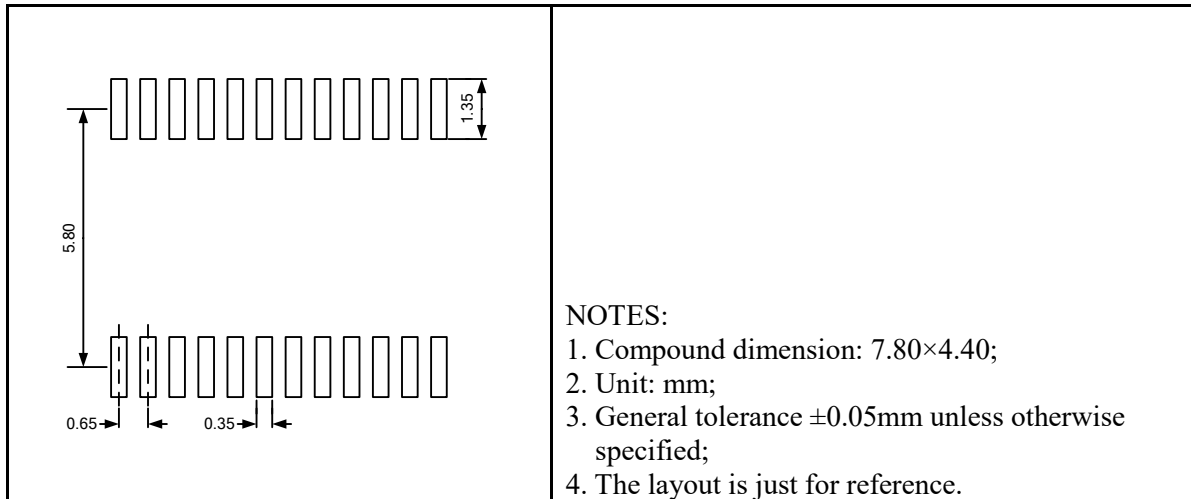 1.35
5.80
0.65
0.35
NOTES:
1. Compound dimension: 7.80×4.40;
2. Unit: mm;
3. General tolerance ±0.05mm unless otherwise
specified;
4. The layout is just for reference.